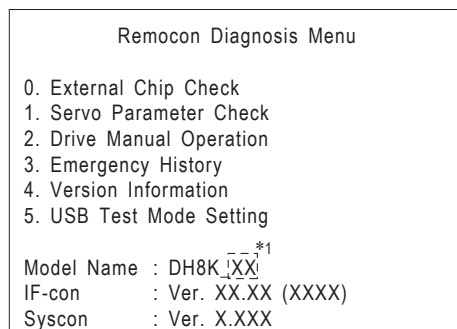 Remocon Diagnosis Menu
0. External Chip Check
1. Servo Parameter Check
2. Drive Manual Operation
3. Emergency History
4. Version Information
5. USB Test Mode Setting
*1
Model Name : DH8K_XX
IF-con : Ver. XX.XX (XXXX)
Syscon : Ver. X.XXX